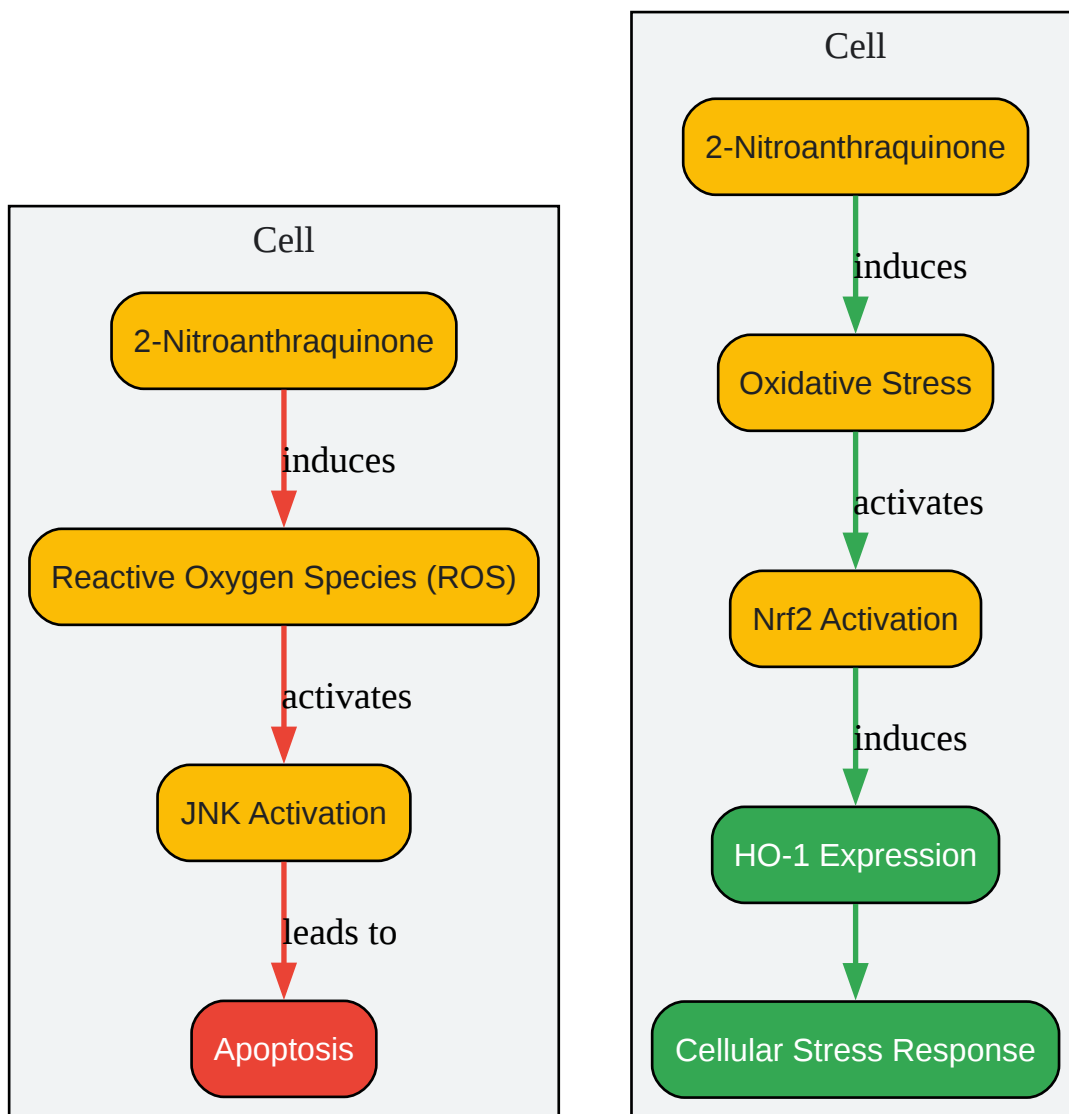 Cell
2-Nitroanthraquinone
induces
Reactive Oxygen Species (ROS)
activates
JNK Activation
leads to
Apoptosis
Cell
2-Nitroanthraquinone
induces
Oxidative Stress
activates
Nrf2 Activation
induces
HO-1 Expression
Cellular Stress Response